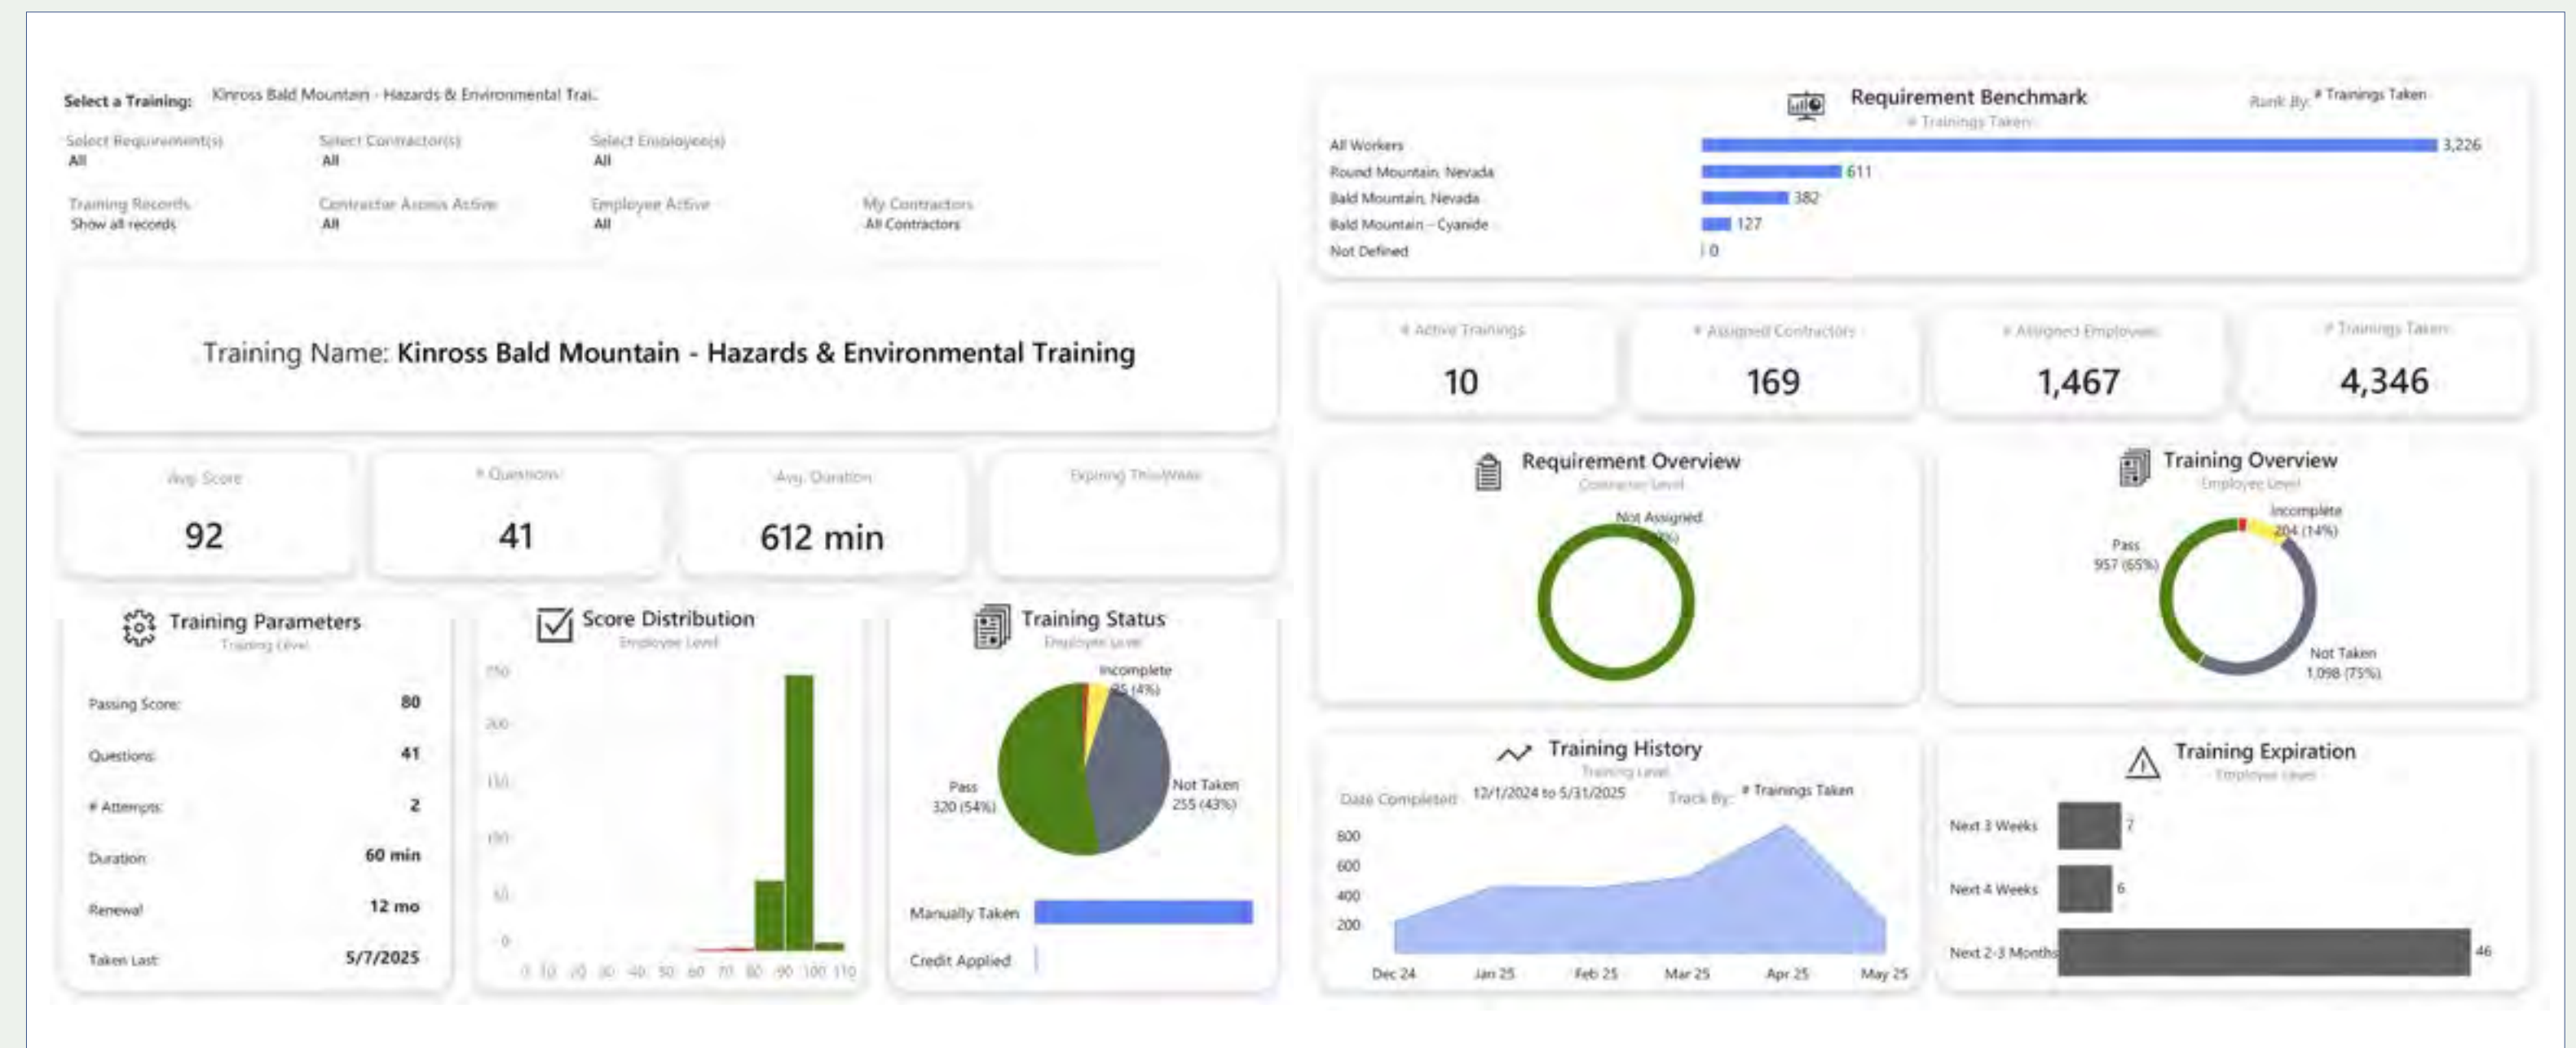 Select a Training: Kinross Bald Mountain - Hazards & Environmental Trai..
Select Requirement(s) Select Contractor(s) Select Employee(s)
All All All
Training Records Contractor Access Active Employee Active My Contractors
Show all records All All All Contractors
Training Name: Kinross Bald Mountain - Hazards & Environmental Training
Avg. Score # Questions Avg. Duration Expiring This Week
92 41 612 min
Training Parameters
Training Level
Passing Score: 80
Questions: 41
# Attempts: 2
Duration 60 min
Renewal 12 mo
Taken Last: 5/7/2025
Score Distribution
Employee Level
250
200
150
100
50
0
0 10 20 30 40 50 60 70 80 90 100 110
Training Status
Employee Level
Incomplete
25 (4%)
Pass
320 (54%)
Not Taken
255 (43%)
Manually Taken
Credit Applied
Requirement Benchmark
# Trainings Taken
Rank By: # Trainings Taken
All Workers 3,226
Round Mountain, Nevada 611
Bald Mountain, Nevada 382
Bald Mountain - Cyanide 127
Not Defined 0
# Active Trainings # Assigned Contractors # Assigned Employees # Trainings Taken
10 169 1,467 4,346
Requirement Overview
Contractor Level
Not Assigned
Training Overview
Employee Level
Incomplete
204 (14%)
Pass
957 (65%)
Not Taken
1,098 (75%)
Training History
Training Level
Date Completed: 12/1/2024 to 5/31/2025 Track By: # Trainings Taken
800
600
400
200
Dec 24 Jan 25 Feb 25 Mar 25 Apr 25 May 25
Training Expiration
Employee Level
Next 3 Weeks 7
Next 4 Weeks 6
Next 2-3 Months 46